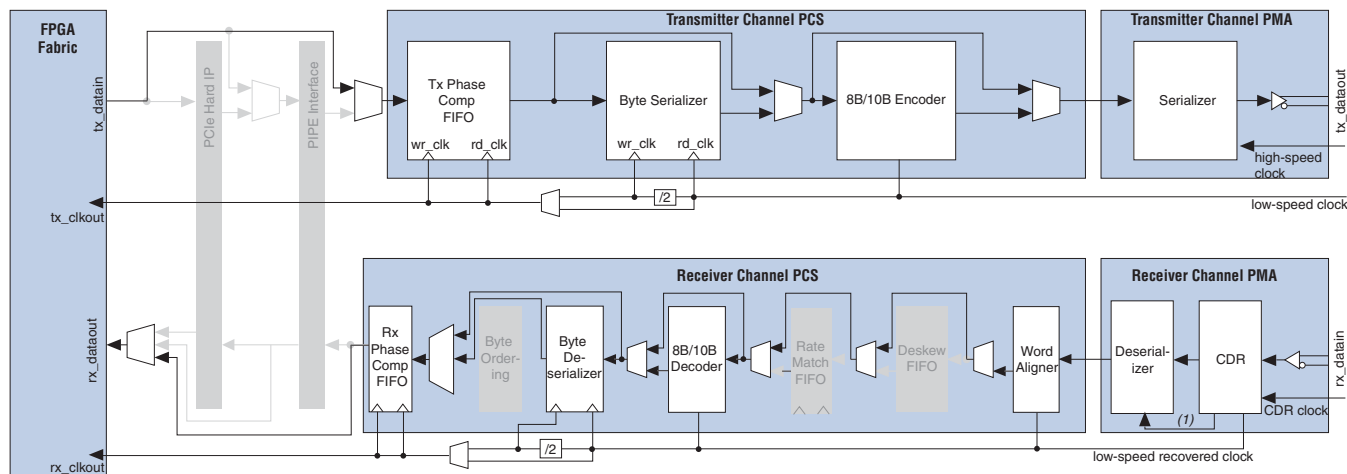 FPGA
Fabric
Transmitter Channel PCS
Transmitter Channel PMA
tx_datain
PCIe Hard IP
PIPE Interface
Tx Phase
Comp
FIFO
wr_clk
rd_clk
Byte Serializer
wr_clk
rd_clk
8B/10B Encoder
Serializer
tx_dataout
high-speed
clock
/2
tx_clkout
low-speed clock
Receiver Channel PCS
Receiver Channel PMA
rx_dataout
Rx
Phase
Comp
FIFO
Byte
Order-
ing
Byte
De-
serializer
8B/10B
Decoder
Rate
Match
FIFO
Deskew
FIFO
Word
Aligner
Deserial-
izer
CDR
rx_datain
CDR clock
(1)
/2
rx_clkout
low-speed recovered clock